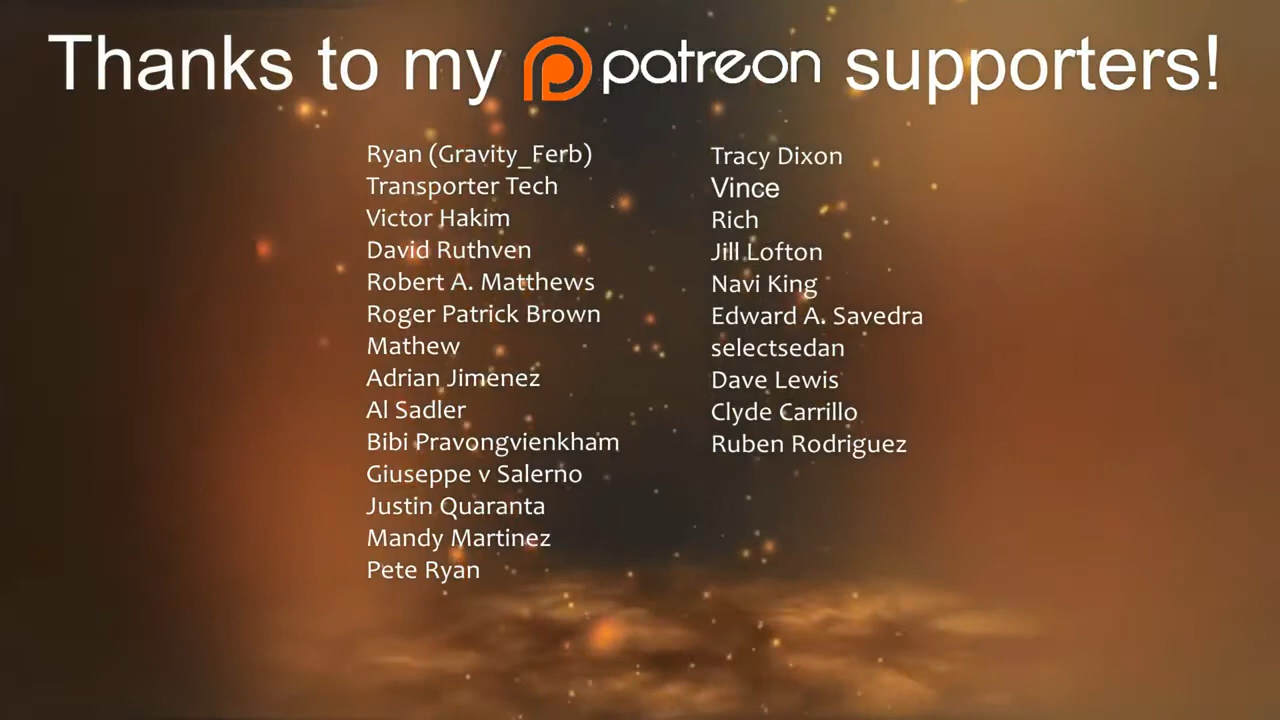 Thanks to my patreon supporters!
Ryan (Gravity_Ferb)
Transporter Tech
Victor Hakim
David Ruthven
Robert A. Matthews
Roger Patrick Brown
Mathew
Adrian Jimenez
Al Sadler
Bibi Pravongvienkham
Giuseppe v Salerno
Justin Quaranta
Mandy Martinez
Pete Ryan
Tracy Dixon
Vince
Rich
Jill Lofton
Navi King
Edward A. Savedra
selectsedan
Dave Lewis
Clyde Carrillo
Ruben Rodriguez